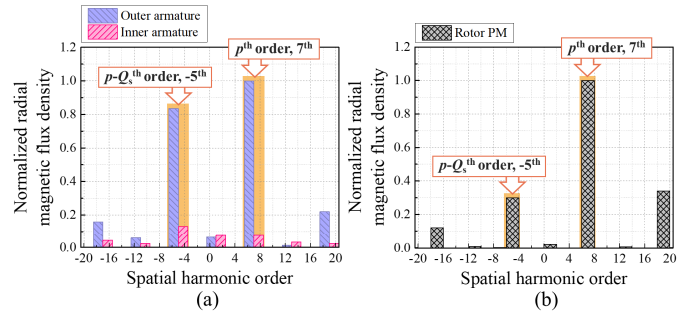 Outer armature
Inner armature
1.2
1.0
0.8
0.6
0.4
0.2
0.0
Normalized radial
magnetic flux density
p-Qsth order, -5th
pth order, 7th
-20 -16 -12 -8 -4 0 4 8 12 16 20
Spatial harmonic order
(a)
Rotor PM
1.2
1.0
0.8
0.6
0.4
0.2
0.0
Normalized radial
magnetic flux density
pth order, 7th
p-Qsth order, -5th
-20 -16 -12 -8 -4 0 4 8 12 16 20
Spatial harmonic order
(b)